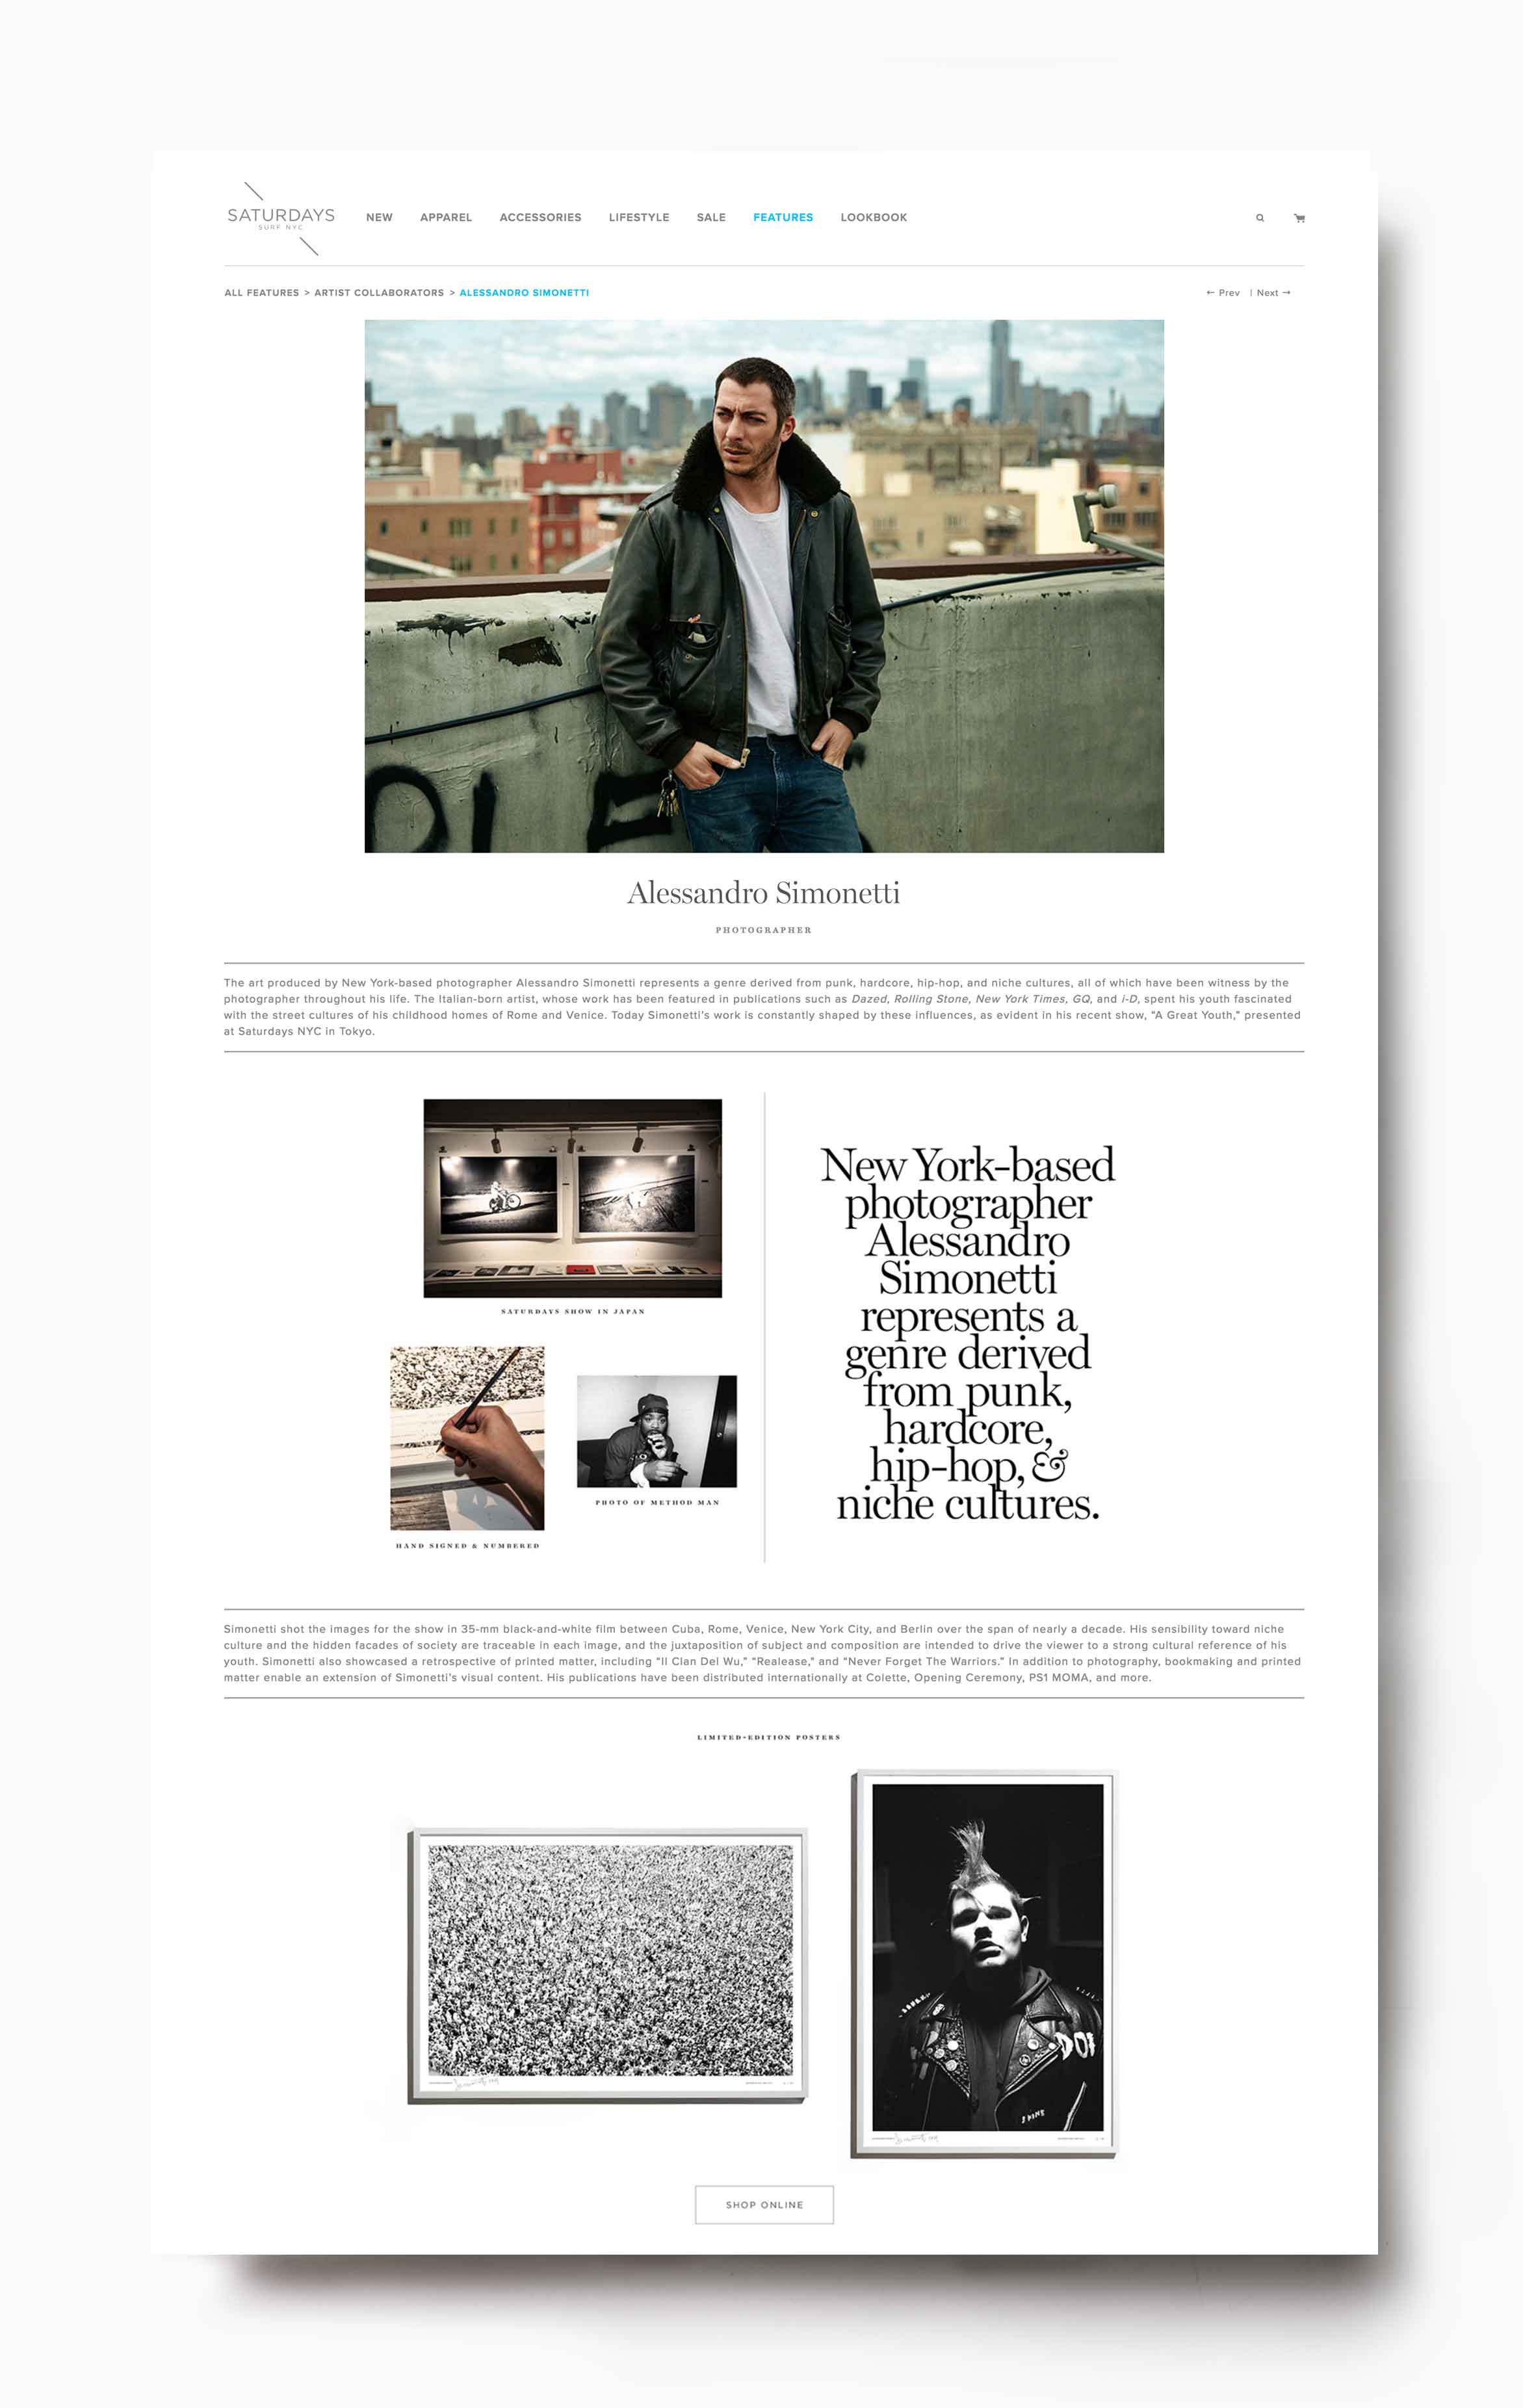 SATURDAYS
SURF NYC
NEW APPAREL ACCESSORIES LIFESTYLE SALE FEATURES LOOKBOOK
ALL FEATURES > ARTIST COLLABORATORS > ALESSANDRO SIMONETTI
← Prev | Next →
Alessandro Simonetti
PHOTOGRAPHER
The art produced by New York-based photographer Alessandro Simonetti represents a genre derived from punk, hardcore, hip-hop, and niche cultures, all of which have been witness by the
photographer throughout his life. The Italian-born artist, whose work has been featured in publications such as Dazed, Rolling Stone, New York Times, GQ, and i-D, spent his youth fascinated
with the street cultures of his childhood homes of Rome and Venice. Today Simonetti's work is constantly shaped by these influences, as evident in his recent show, "A Great Youth," presented
at Saturdays NYC in Tokyo.
SATURDAYS SHOW IN JAPAN
HAND SIGNED & NUMBERED
PHOTO OF METHOD MAN
New York-based
photographer
Alessandro
Simonetti
represents a
genre derived
from punk,
hardcore,
hip-hop, &
niche cultures.
Simonetti shot the images for the show in 35-mm black-and-white film between Cuba, Rome, Venice, New York City, and Berlin over the span of nearly a decade. His sensibility toward niche
culture and the hidden facades of society are traceable in each image, and the juxtaposition of subject and composition are intended to drive the viewer to a strong cultural reference of his
youth. Simonetti also showcased a retrospective of printed matter, including "Il Clan Del Wu," "Realease," and "Never Forget The Warriors." In addition to photography, bookmaking and printed
matter enable an extension of Simonetti's visual content. His publications have been distributed internationally at Colette, Opening Ceremony, PS1 MOMA, and more.
LIMITED-EDITION POSTERS
SHOP ONLINE